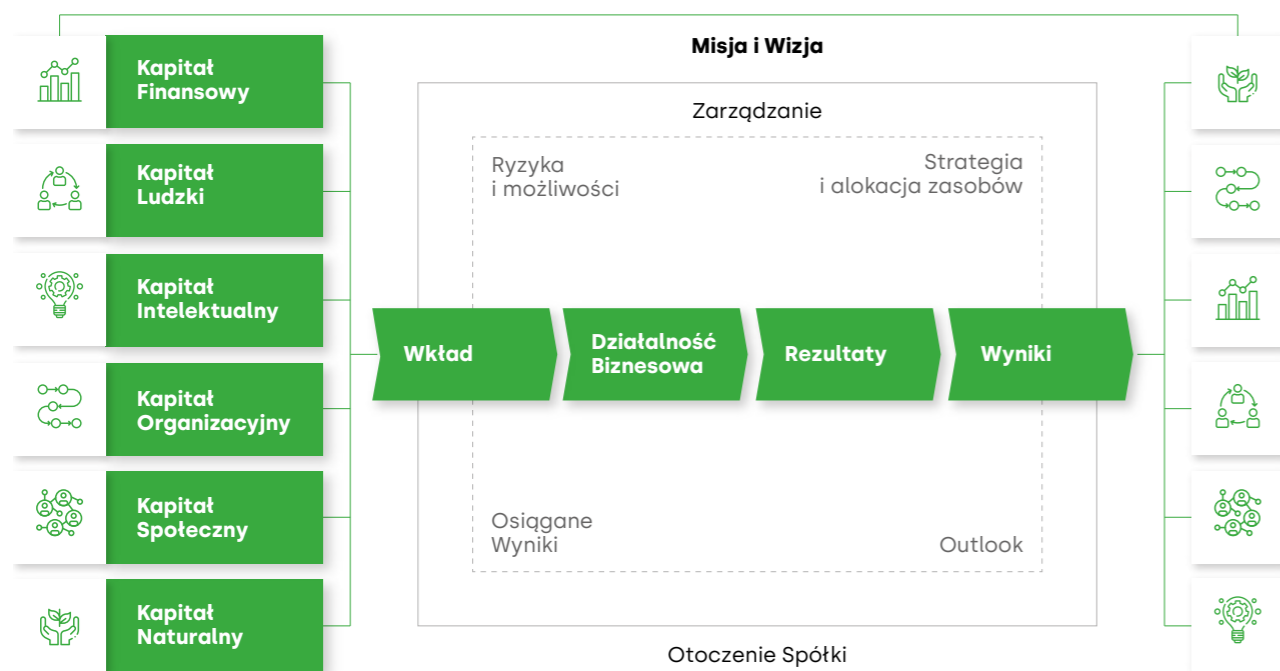 Misja i Wizja
Kapitał
Finansowy
Kapitał
Ludzki
Kapitał
Intelektualny
Kapitał
Organizacyjny
Kapitał
Społeczny
Kapitał
Naturalny
Zarządzanie
Ryzyka
i możliwości
Strategia
i alokacja zasobów
Wkład
Działalność
Biznesowa
Rezultaty
Wyniki
Osiągane
Wyniki
Outlook
Otoczenie Spółki